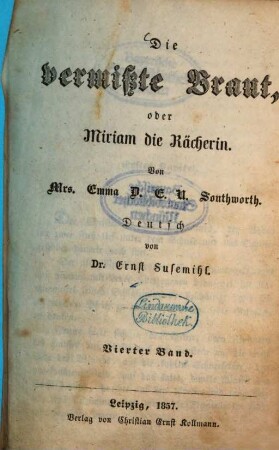 Die
vermißte Braut,
oder
Miriam die Rächerin.
Von
Mrs. Emma D. E. N. Southworth.
Deutsch
von
Dr. Ernst Susemihl.
Lindauersche
Bibliothek.
Vierter Band.
Leipzig, 1857.
Verlag von Christian Ernst Kollmann.